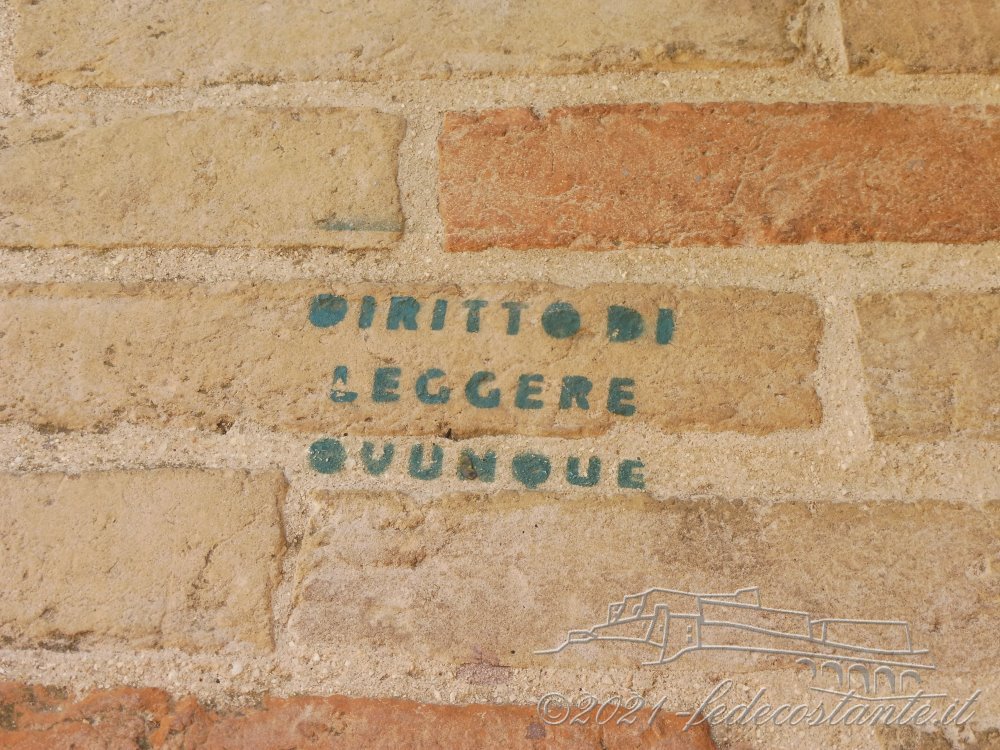 DIRITTO DI
LEGGERE
OVUNQUE
©2021 - fedecostante.it